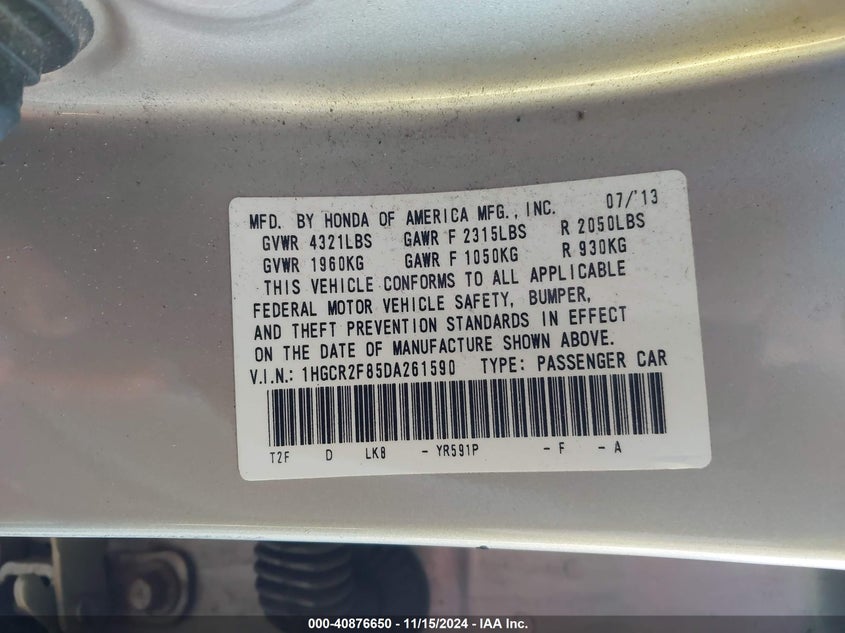 MFD. BY HONDA OF AMERICA MFG., INC. 07/'13
GVWR 4321LBS GAWR F 2315LBS R 2050LBS
GVWR 1960KG GAWR F 1050KG R 930KG
THIS VEHICLE CONFORMS TO ALL APPLICABLE
FEDERAL MOTOR VEHICLE SAFETY, BUMPER,
AND THEFT PREVENTION STANDARDS IN EFFECT
ON THE DATE OF MANUFACTURE SHOWN ABOVE.
V.I.N.: 1HGCR2F85DA261590 TYPE: PASSENGER CAR
T2F D LK8 - YR591P - F - A
000-40876650 - 11/15/2024 - IAA Inc.